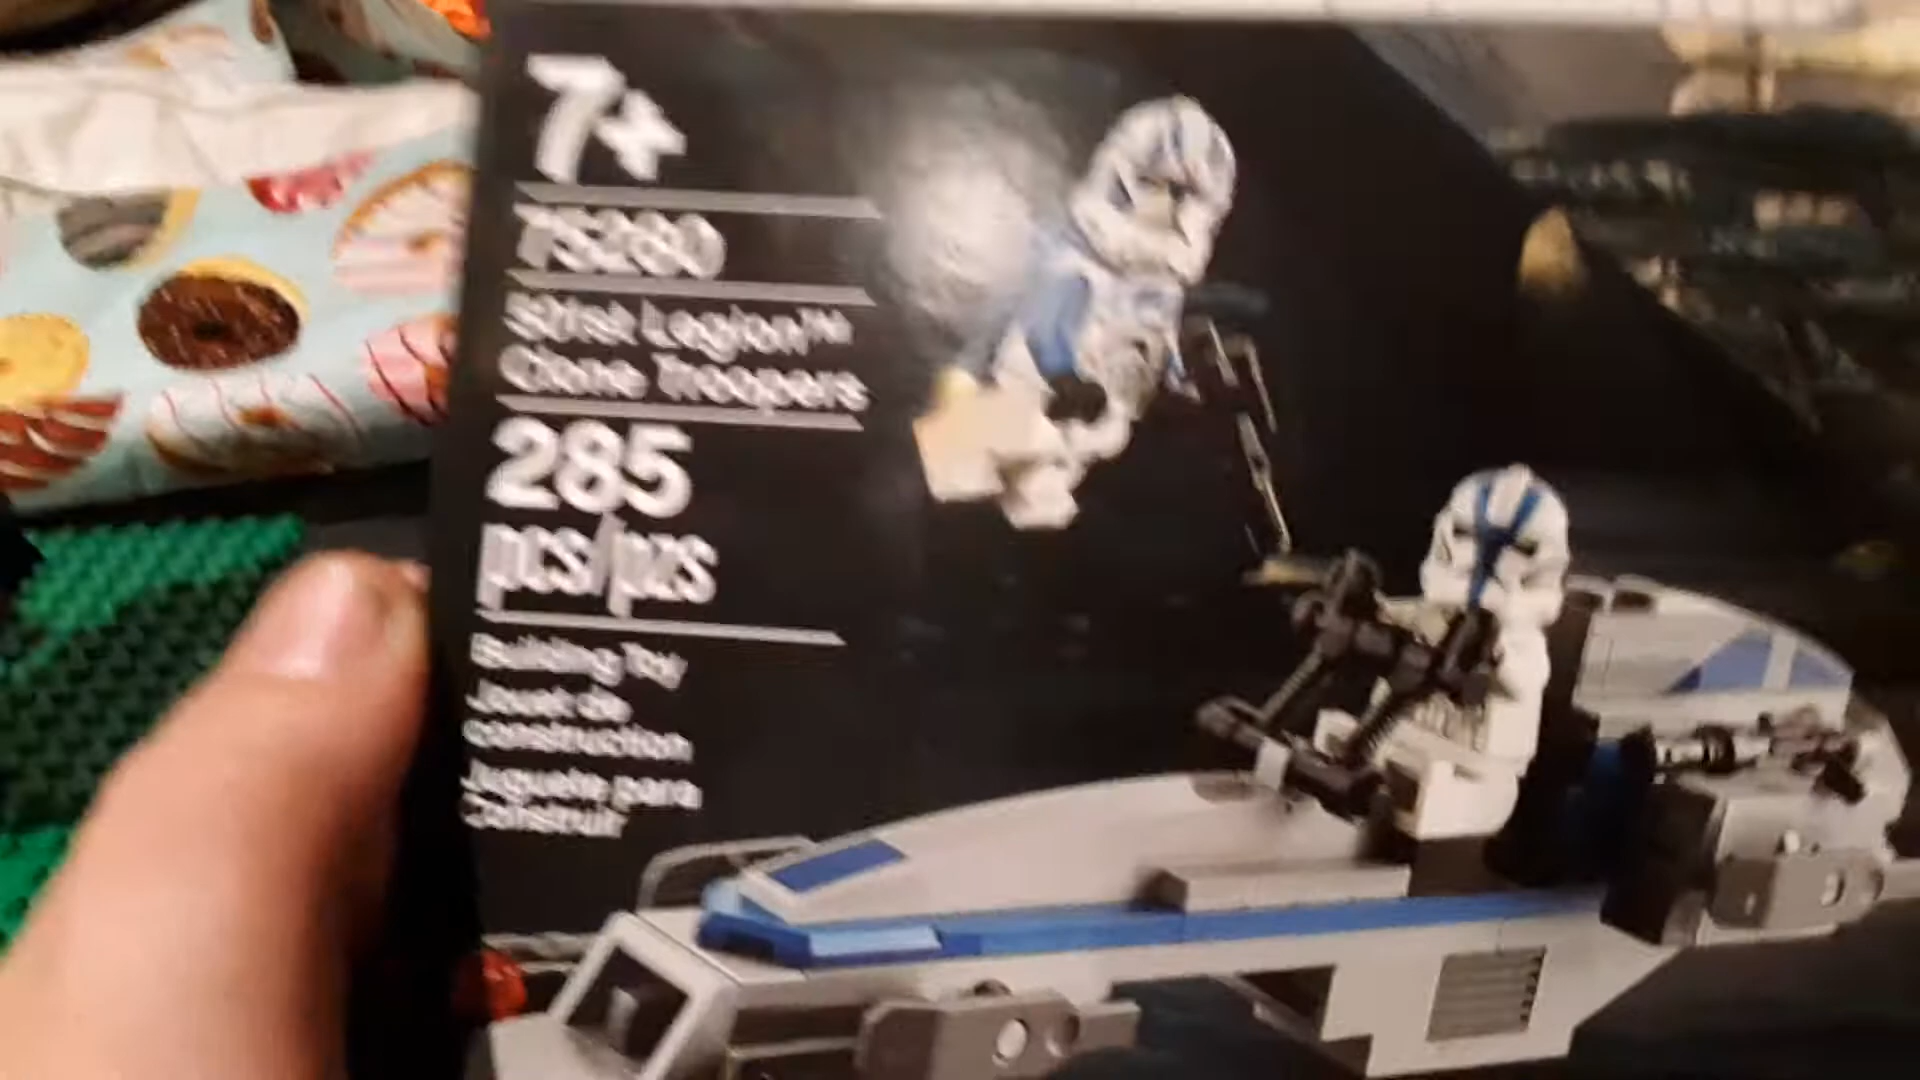 7+
75280
501st Legion™
Clone Troopers
285
pcs/pzs
Building Toy
Jouet de
construction
Juguete para
Construir